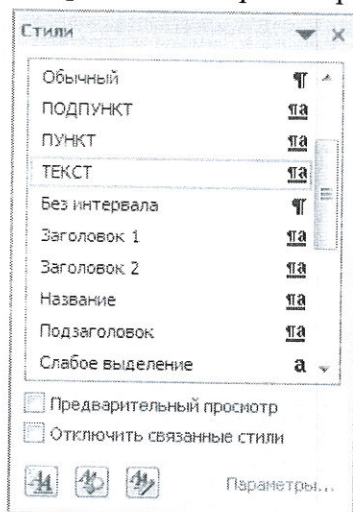 Стили
Обычный ¶
ПОДПУНКТ ¶a
ПУНКТ ¶a
ТЕКСТ ¶a
Без интервала ¶
Заголовок 1 ¶a
Заголовок 2 ¶a
Название ¶a
Подзаголовок ¶a
Слабое выделение a
Предварительный просмотр
Отключить связанные стили
Параметры...